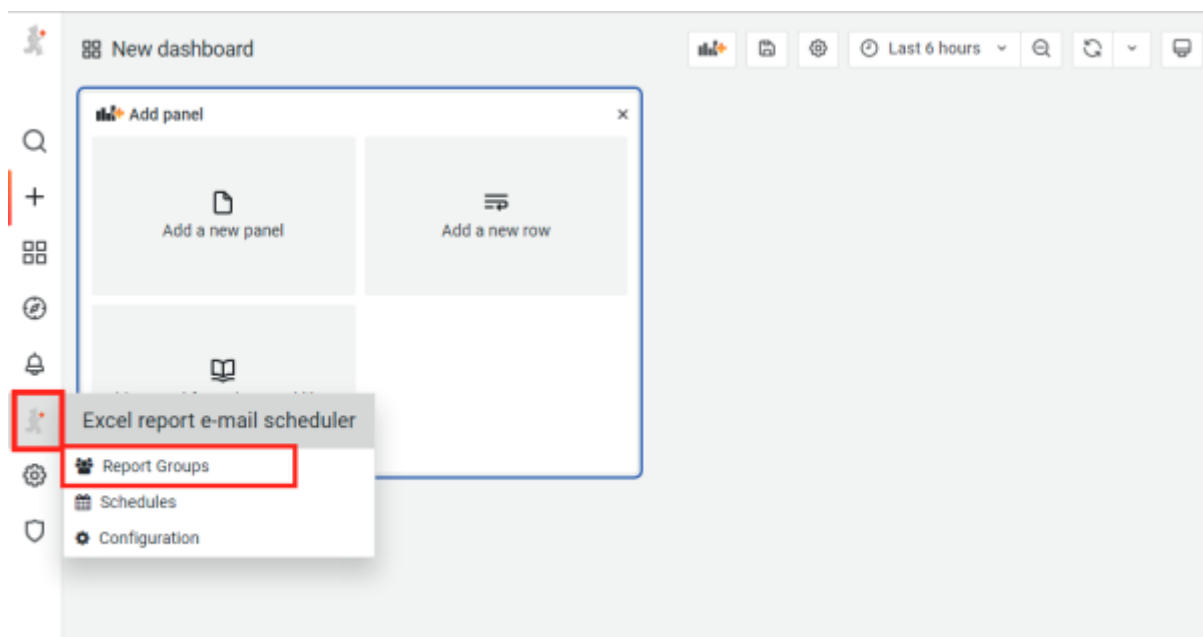 New dashboard
Last 6 hours
Add panel
Add a new panel
Add a new row
Excel report e-mail scheduler
Report Groups
Schedules
Configuration